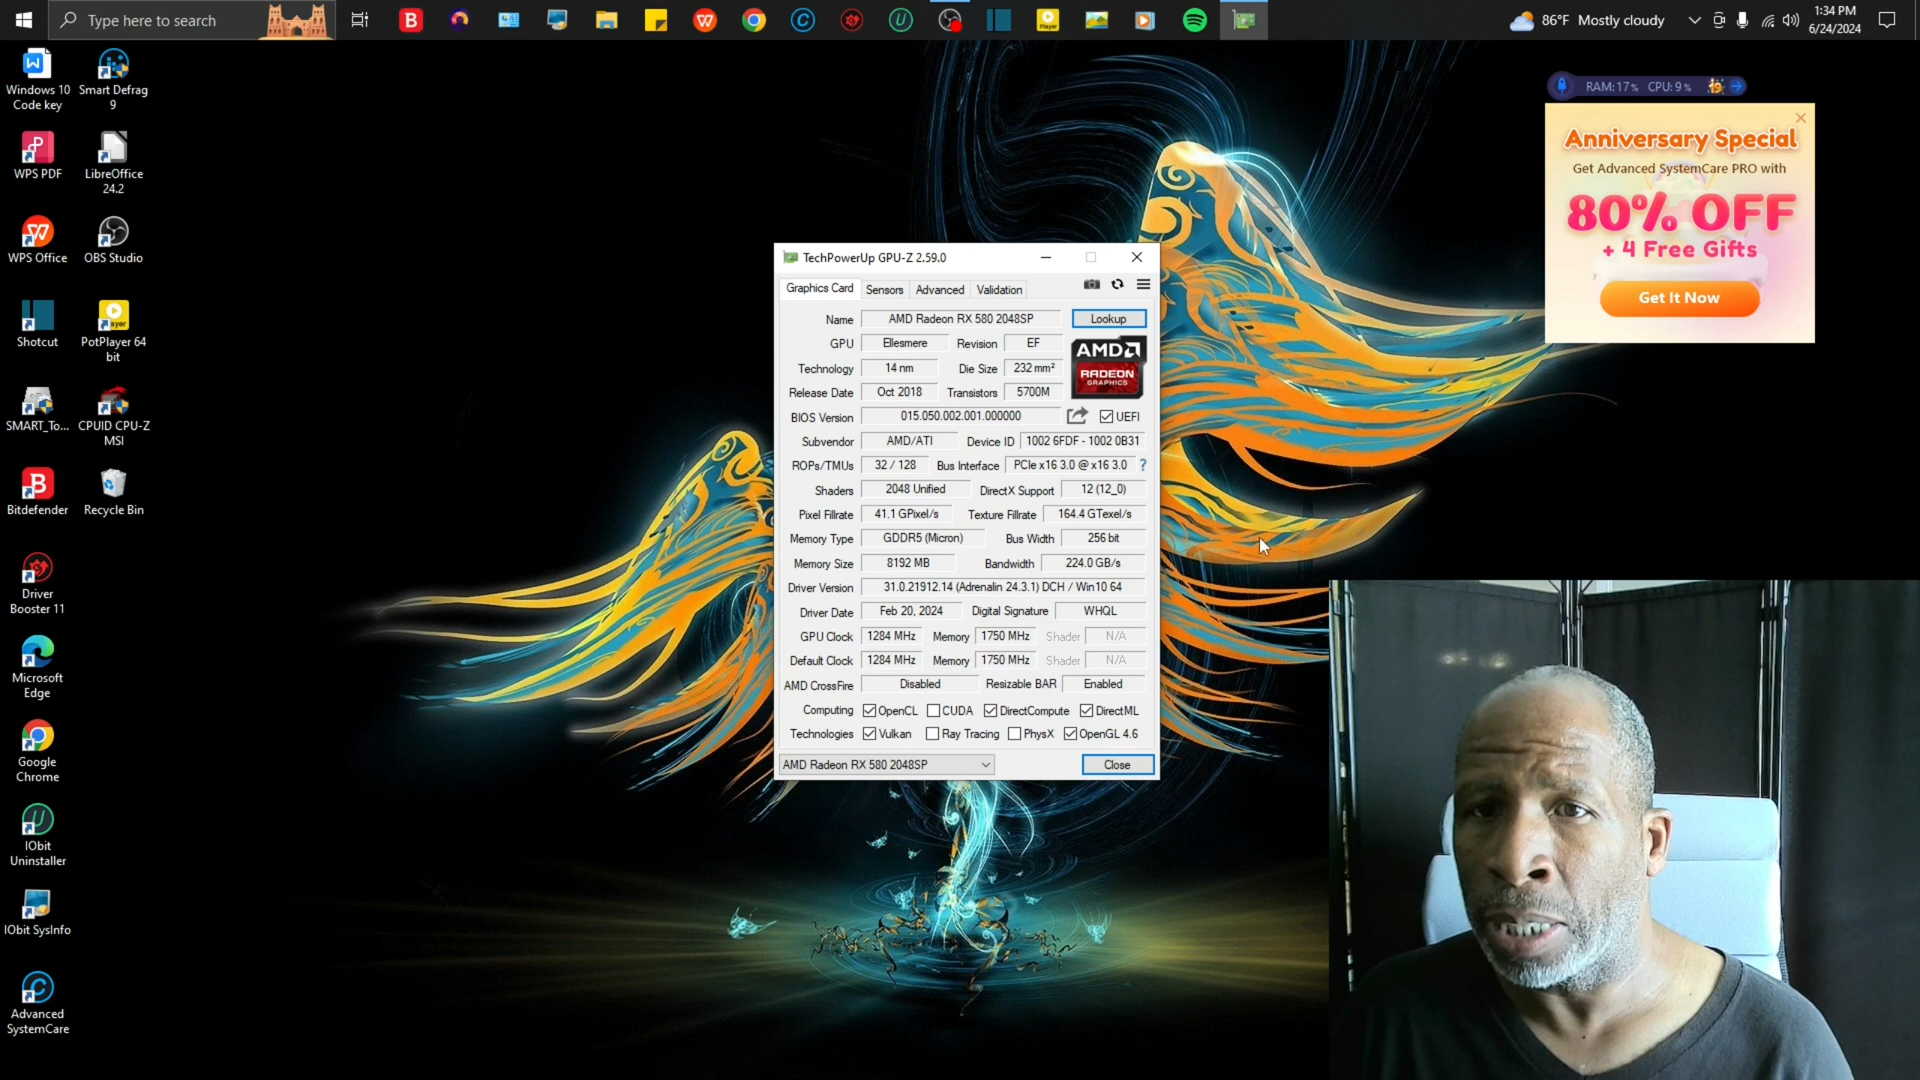 Type here to search
86°F Mostly cloudy
1:34 PM
6/24/2024
Windows 10 Code key
Smart Defrag 9
WPS PDF
LibreOffice 24.2
WPS Office
OBS Studio
Shotcut
PotPlayer 64 bit
SMART_To...
CPUID CPU-Z MSI
Bitdefender
Recycle Bin
Driver Booster 11
Microsoft Edge
Google Chrome
IObit Uninstaller
IObit SysInfo
Advanced SystemCare
RAM:17% CPU:9% 19
Anniversary Special
Get Advanced SystemCare PRO with
80% OFF
+ 4 Free Gifts
Get It Now
TechPowerUp GPU-Z 2.59.0
Graphics Card Sensors Advanced Validation
Name AMD Radeon RX 580 2048SP Lookup
GPU Ellesmere Revision EF
AMD
RADEON
GRAPHICS
Technology 14 nm Die Size 232 mm²
Release Date Oct 2018 Transistors 5700M
BIOS Version 015.050.002.001.000000 UEFI
Subvendor AMD/ATI Device ID 1002 6FDF - 1002 0B31
ROPs/TMUs 32 / 128 Bus Interface PCIe x16 3.0 @ x16 3.0 ?
Shaders 2048 Unified DirectX Support 12 (12_0)
Pixel Fillrate 41.1 GPixel/s Texture Fillrate 164.4 GTexel/s
Memory Type GDDR5 (Micron) Bus Width 256 bit
Memory Size 8192 MB Bandwidth 224.0 GB/s
Driver Version 31.0.21912.14 (Adrenalin 24.3.1) DCH / Win10 64
Driver Date Feb 20, 2024 Digital Signature WHQL
GPU Clock 1284 MHz Memory 1750 MHz Shader N/A
Default Clock 1284 MHz Memory 1750 MHz Shader N/A
AMD CrossFire Disabled Resizable BAR Enabled
Computing OpenCL CUDA DirectCompute DirectML
Technologies Vulkan Ray Tracing PhysX OpenGL 4.6
AMD Radeon RX 580 2048SP Close